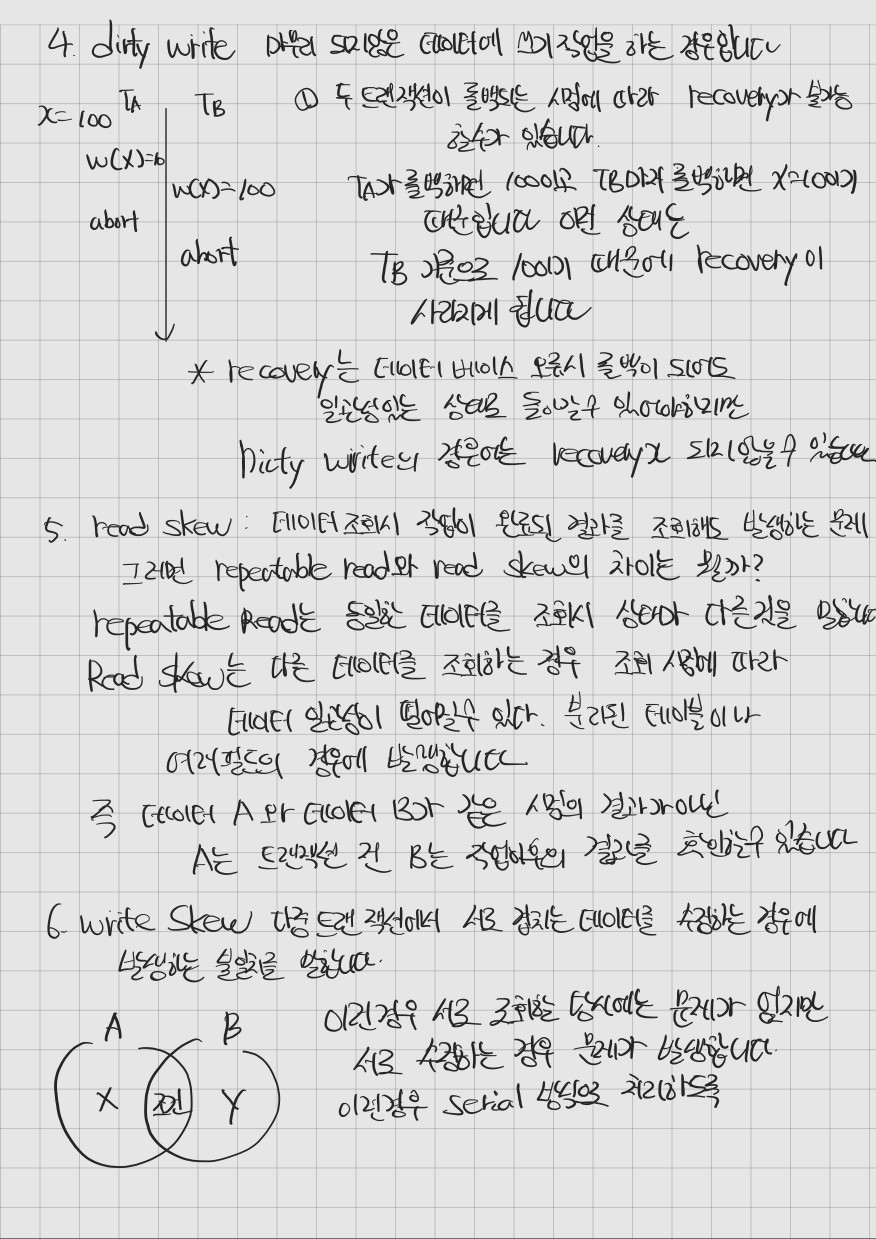 4. dirty write 마무리 되지않은 데이터에 쓰기작업을 하는 경우입니다
x=100 TA TB ① 두 트랜잭션이 롤백되는 시점에 따라 recovery가 불가능
할수가 있습니다.
w(x)=10
w(x)=100 TA가 롤백하면 100이고 TB마저 롤백하면 x=100이기
abort 때문입니다 이런 상태는
abort TB 기준으로 100이기 때문에 recovery이
사라지게 됩니다
* recovery는 데이터 베이스 오류시 롤백이 되어도
일관성있는 상태로 돌아갈수 있어야하지만
Dirty write의 경우에는 recovery가 되지 않을수 있습니다
5. read skew : 데이터 조회시 작업이 완료된 결과를 조회해도 발생하는 문제
그러면 repeatable read와 read skew의 차이는 뭘까?
repeatable Read는 동일한 데이터를 조회시 상이마 다른것을 말합니다
Read skew는 다른 데이터를 조회하는 경우 조회 시점에 따라
데이터 일관성이 떨어질수 있다. 분리된 테이블이나
여러필드의 경우에 발생합니다
즉 데이터 A 와 데이터 B가 같은 시점의 결과가아닌
A는 트랜잭션 전 B는 작업이후의 결과를 확인할수 있습니다
6. write skew 다중 트랜잭션에서 서로 겹치는 데이터를 수정하는 경우에
발생하는 불일치를 말합니다.
A B 이런경우 서로 조회할 당시에는 문제가 없지만
서로 수정하는 경우 문제가 발생합니다.
X 조건 Y 이런경우 serial 방식으로 처리하도록